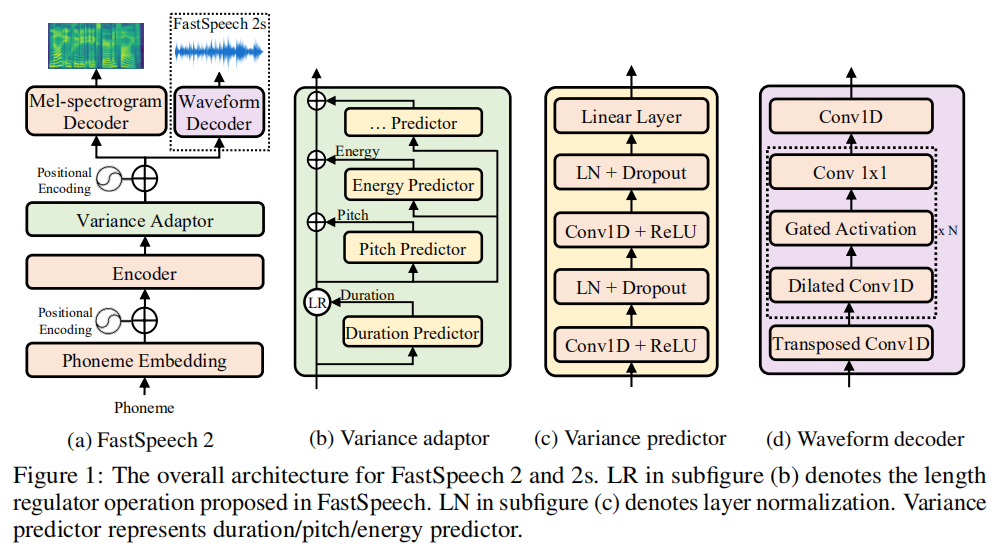 FastSpeech 2s
Mel-spectrogram
Decoder
Waveform
Decoder
Positional
Encoding
Variance Adaptor
Encoder
Positional
Encoding
Phoneme Embedding
Phoneme
(a) FastSpeech 2
… Predictor
Energy
Energy Predictor
Pitch
Pitch Predictor
LR
Duration
Duration Predictor
(b) Variance adaptor
Linear Layer
LN + Dropout
Conv1D + ReLU
LN + Dropout
Conv1D + ReLU
(c) Variance predictor
Conv1D
Conv 1x1
Gated Activation
x N
Dilated Conv1D
Transposed Conv1D
(d) Waveform decoder
Figure 1: The overall architecture for FastSpeech 2 and 2s. LR in subfigure (b) denotes the length
regulator operation proposed in FastSpeech. LN in subfigure (c) denotes layer normalization. Variance
predictor represents duration/pitch/energy predictor.